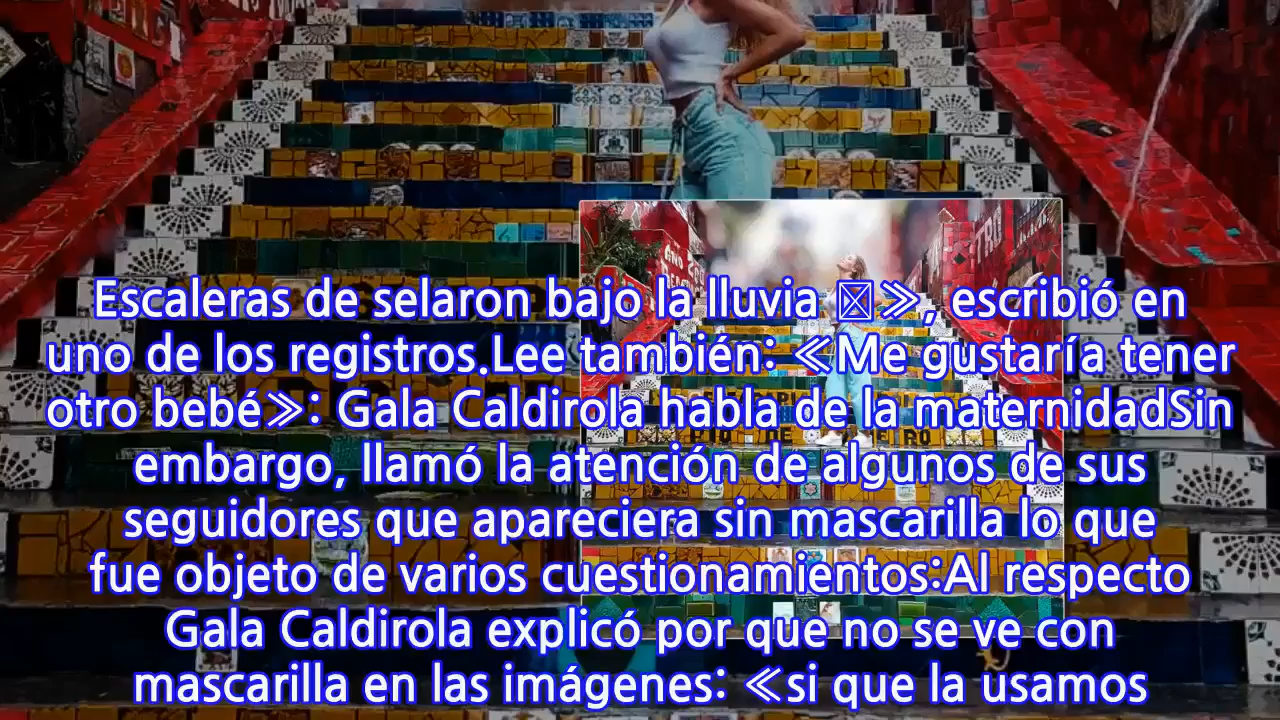 Escaleras de selaron bajo la lluvia ≫, escribió en
uno de los registros.Lee también: ≪Me gustaría tener
otro bebé≫: Gala Caldirola habla de la maternidadSin
embargo, llamó la atención de algunos de sus
seguidores que apareciera sin mascarilla lo que
fue objeto de varios cuestionamientos:Al respecto
Gala Caldirola explicó por que no se ve con
mascarilla en las imágenes: ≪si que la usamos